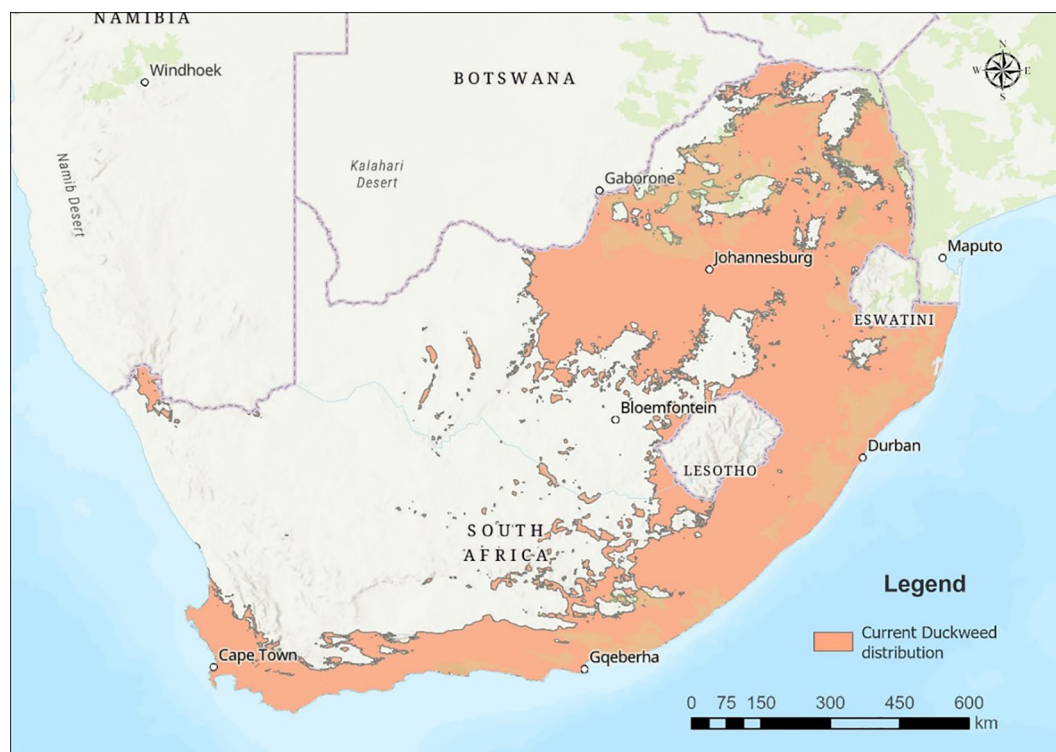 NAMIBIA
Windhoek
BOTSWANA
N
W E
S
Namib Desert
Kalahari
Desert
Gaborone
Johannesburg
Maputo
ESWATINI
Bloemfontein
LESOTHO
Durban
SOUTH
AFRICA
Cape Town
Gqeberha
Legend
Current Duckweed
distribution
0 75 150 300 450 600
km